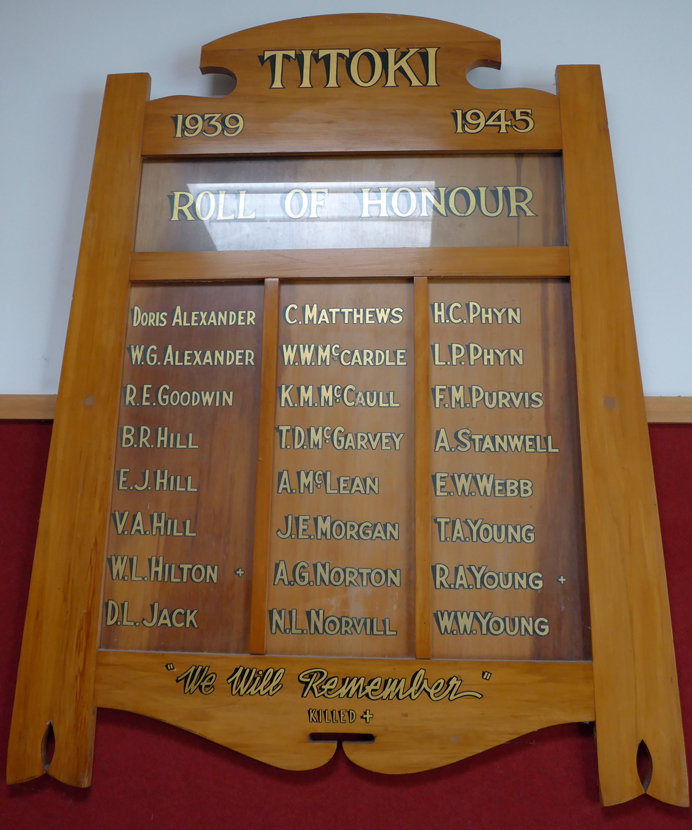 TITOKI
1939 1945
ROLL OF HONOUR
DORIS ALEXANDER
W.G. ALEXANDER
R.E. GOODWIN
B.R. HILL
E.J. HILL
V.A. HILL
W.L. HILTON +
D.L. JACK
C. MATTHEWS
W.W. McCARDLE
K.M. McCAULL
T.D. McGARVEY
A. McLEAN
J.E. MORGAN
A.G. NORTON
N.L. NORVILL
H.C. PHYN
L.P. PHYN
F.M. PURVIS
A. STANWELL
E.W. WEBB
T.A. YOUNG
R.A. YOUNG +
W.W. YOUNG
"We Will Remember"
KILLED +